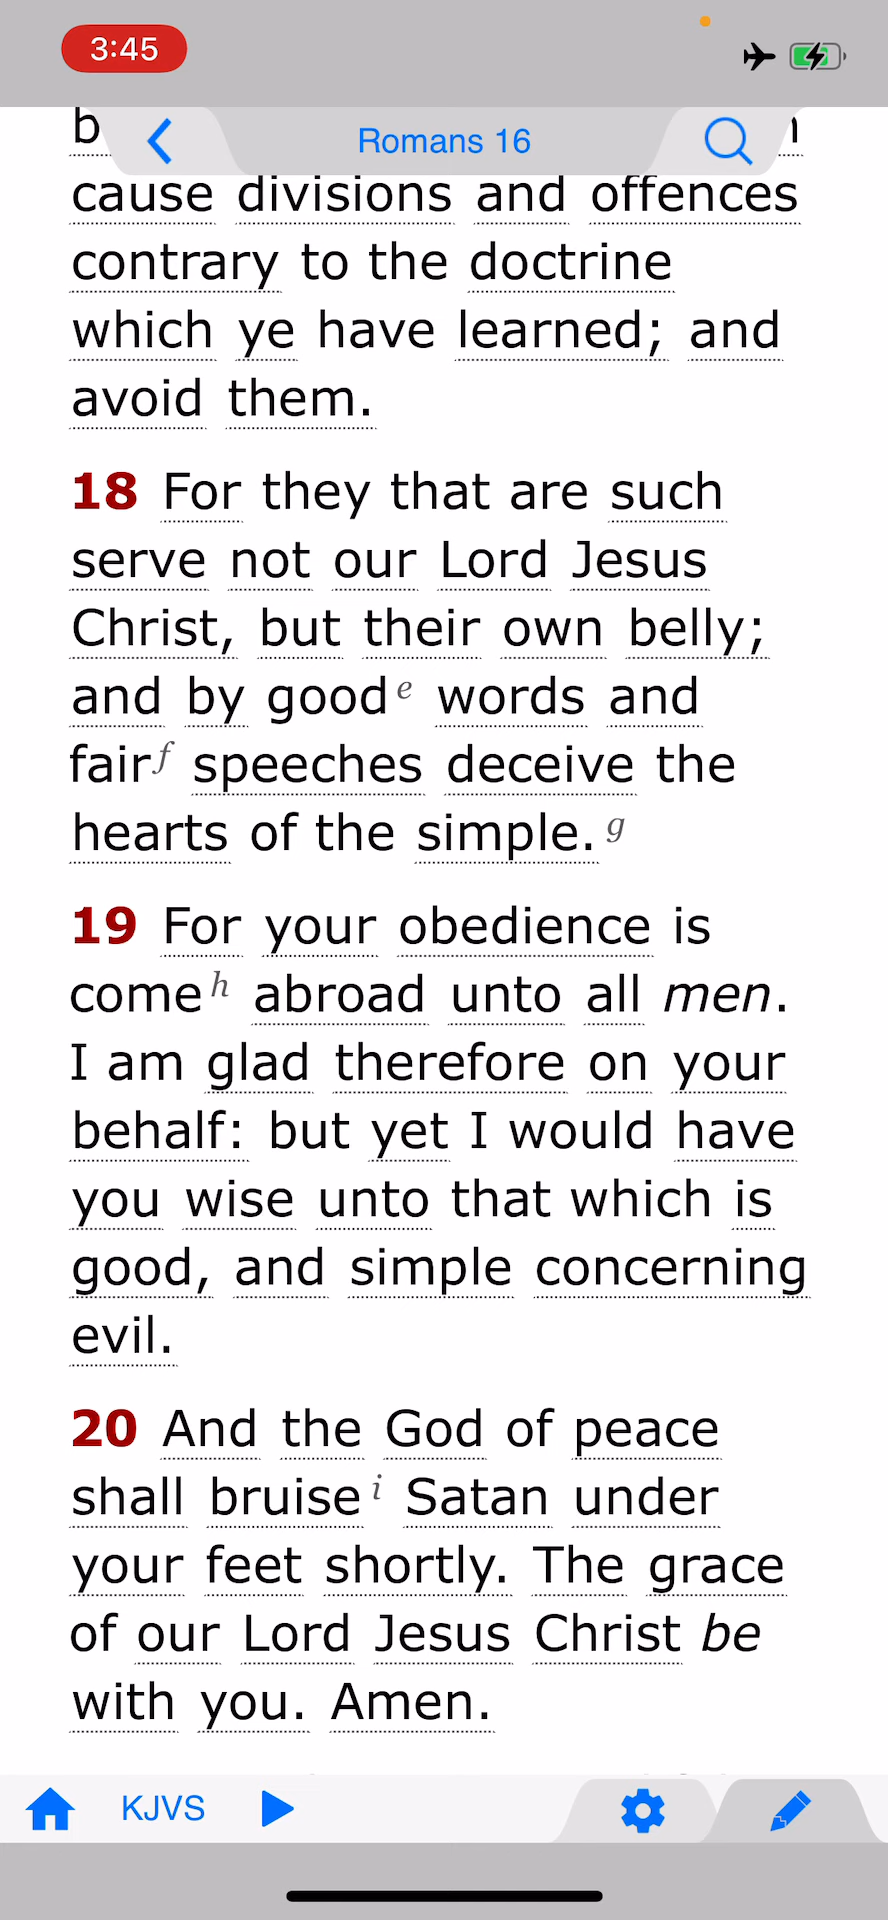 3:45
Romans 16
cause divisions and offences
contrary to the doctrine
which ye have learned; and
avoid them.
18 For they that are such
serve not our Lord Jesus
Christ, but their own belly;
and by good e words and
fair f speeches deceive the
hearts of the simple. g
19 For your obedience is
come h abroad unto all men.
I am glad therefore on your
behalf: but yet I would have
you wise unto that which is
good, and simple concerning
evil.
20 And the God of peace
shall bruise i Satan under
your feet shortly. The grace
of our Lord Jesus Christ be
with you. Amen.
KJVS